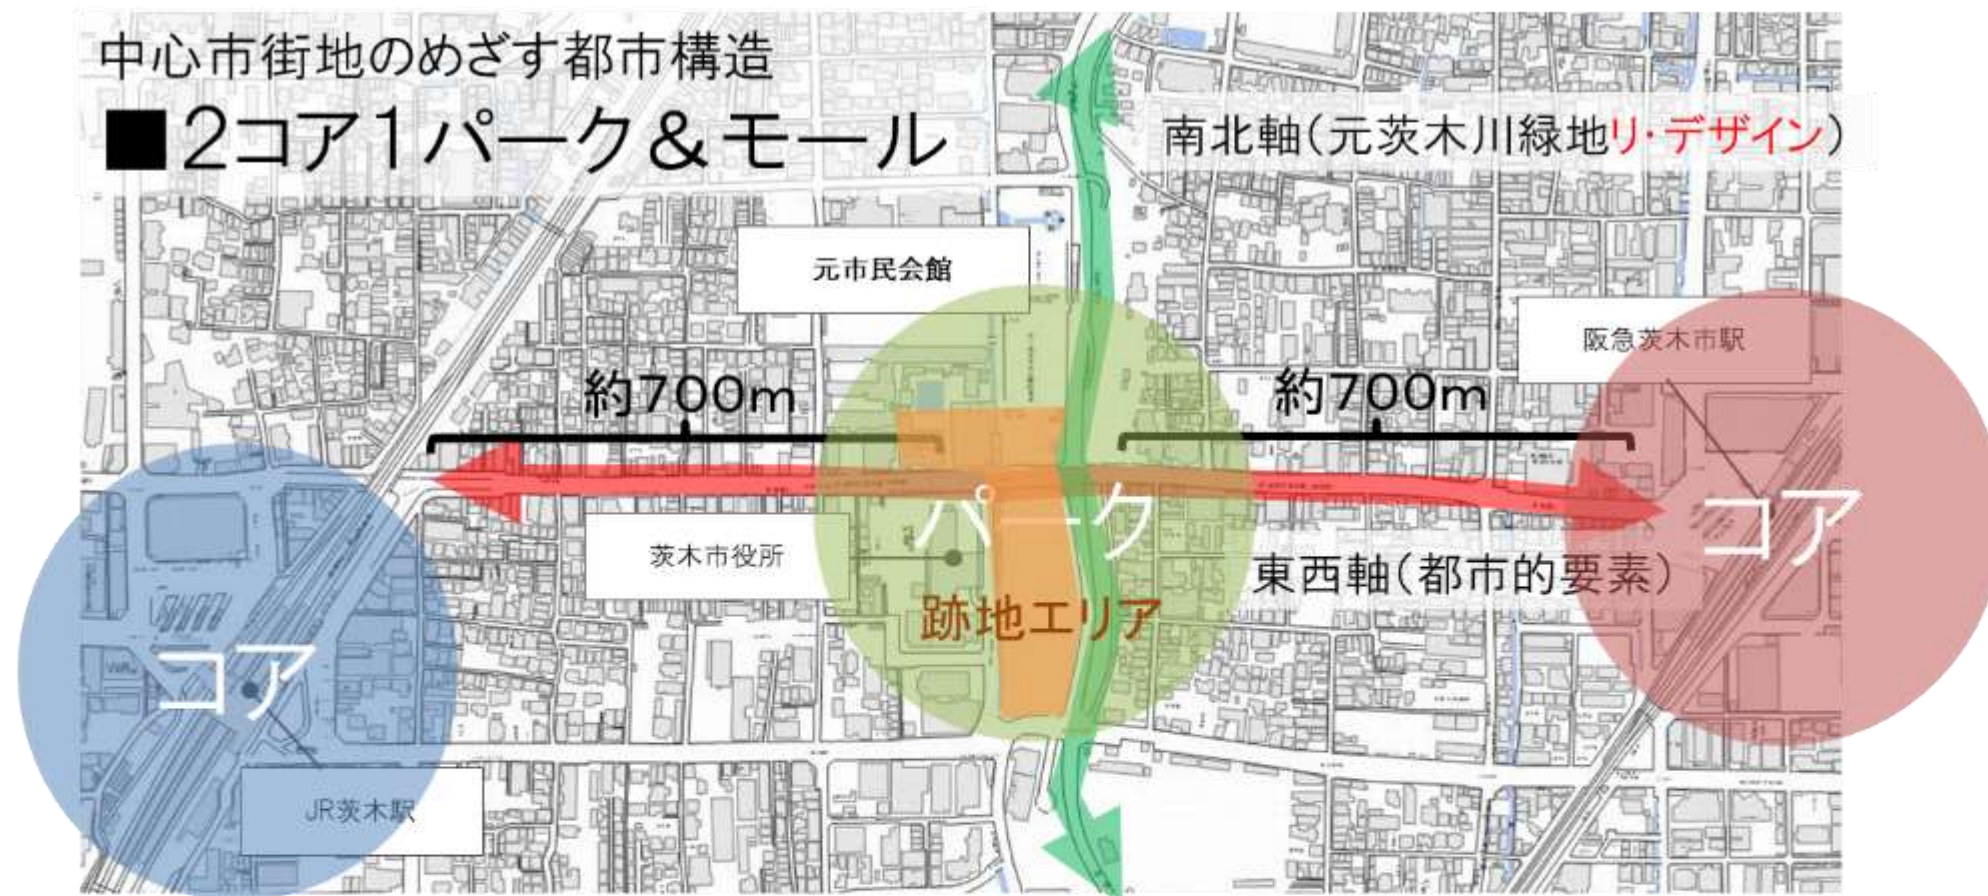 中心市街地のめざす都市構造
■2コア1パーク&モール
南北軸(元茨木川緑地リ・デザイン)
元市民会館
阪急茨木市駅
約700m
約700m
パーク
コア
茨木市役所
東西軸(都市的要素)
跡地エリア
コア
JR茨木駅